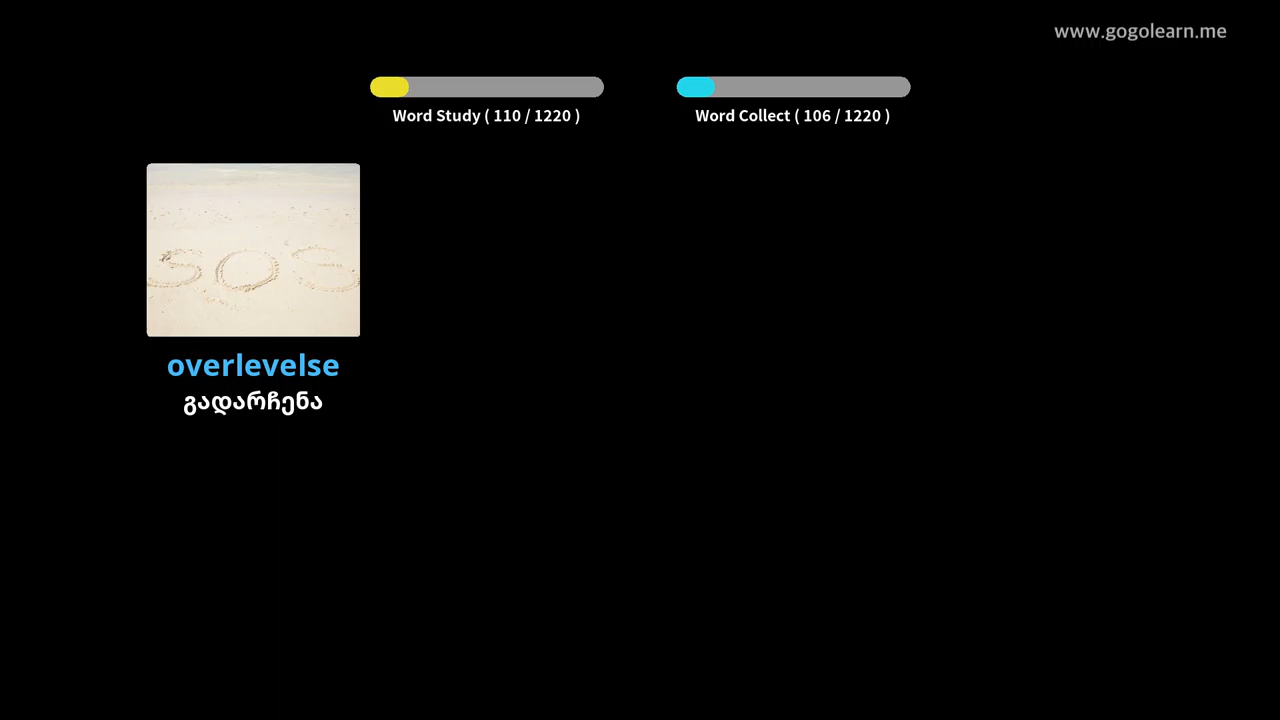 www.gogolearn.me
Word Study ( 110 / 1220 )
Word Collect ( 106 / 1220 )
SOS
overlevelse
გადარჩენა